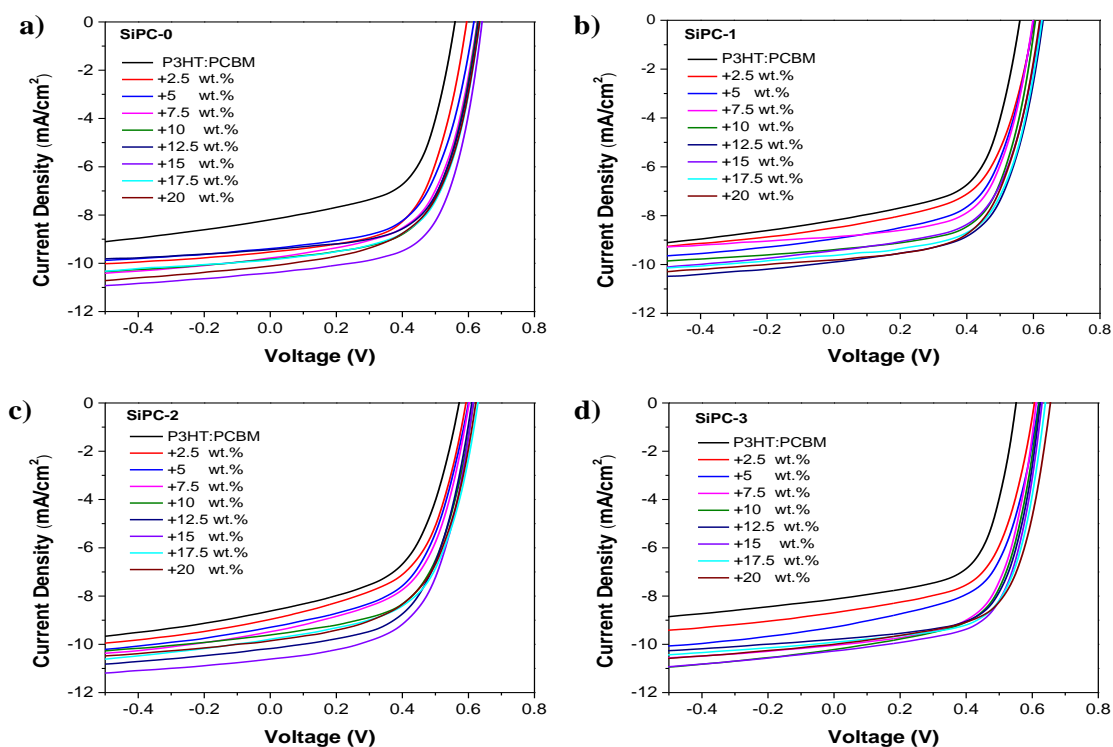 a)
SiPC-0
P3HT:PCBM
+2.5 wt.%
+5 wt.%
+7.5 wt.%
+10 wt.%
+12.5 wt.%
+15 wt.%
+17.5 wt.%
+20 wt.%
0
-2
-4
-6
-8
-10
-12
Current Density (mA/cm²)
-0.4 -0.2 0.0 0.2 0.4 0.6 0.8
Voltage (V)
b)
SiPC-1
P3HT:PCBM
+2.5 wt.%
+5 wt.%
+7.5 wt.%
+10 wt.%
+12.5 wt.%
+15 wt.%
+17.5 wt.%
+20 wt.%
0
-2
-4
-6
-8
-10
-12
Current Density (mA/cm²)
-0.4 -0.2 0.0 0.2 0.4 0.6 0.8
Voltage (V)
c)
SiPC-2
P3HT:PCBM
+2.5 wt.%
+5 wt.%
+7.5 wt.%
+10 wt.%
+12.5 wt.%
+15 wt.%
+17.5 wt.%
+20 wt.%
0
-2
-4
-6
-8
-10
-12
Current Density (mA/cm²)
-0.4 -0.2 0.0 0.2 0.4 0.6 0.8
Voltage (V)
d)
SiPC-3
P3HT:PCBM
+2.5 wt.%
+5 wt.%
+7.5 wt.%
+10 wt.%
+12.5 wt.%
+15 wt.%
+17.5 wt.%
+20 wt.%
0
-2
-4
-6
-8
-10
-12
Current Density (mA/cm²)
-0.4 -0.2 0.0 0.2 0.4 0.6 0.8
Voltage (V)